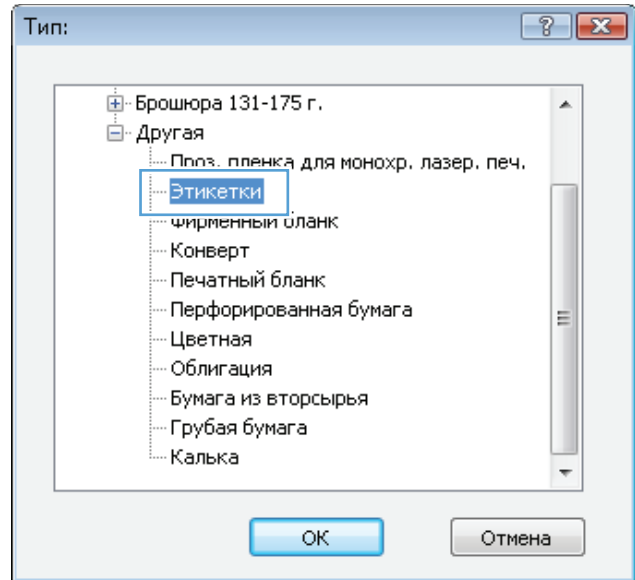 Тип:
Брошюра 131-175 г.
Другая
Проз. пленка для монохр. лазер. печ.
Этикетки
Фирменный бланк
Конверт
Печатный бланк
Перфорированная бумага
Цветная
Облигация
Бумага из вторсырья
Грубая бумага
Калька
ОК
Отмена